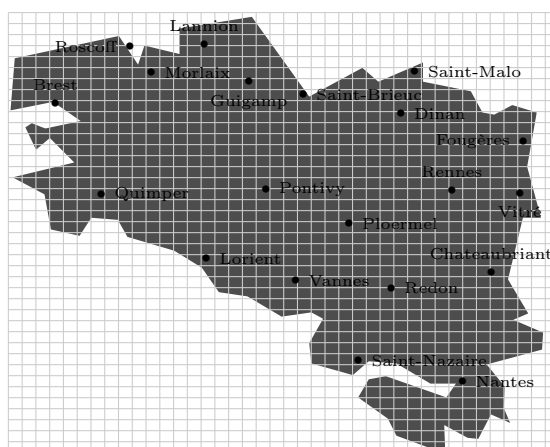 Lannion
Roscoff
Morlaix
Saint-Malo
Brest
Guigamp
Saint-Brieuc
Dinan
Fougères
Rennes
Quimper
Pontivy
Vitré
Ploermel
Chateaubriant
Lorient
Vannes
Redon
Saint-Nazaire
Nantes